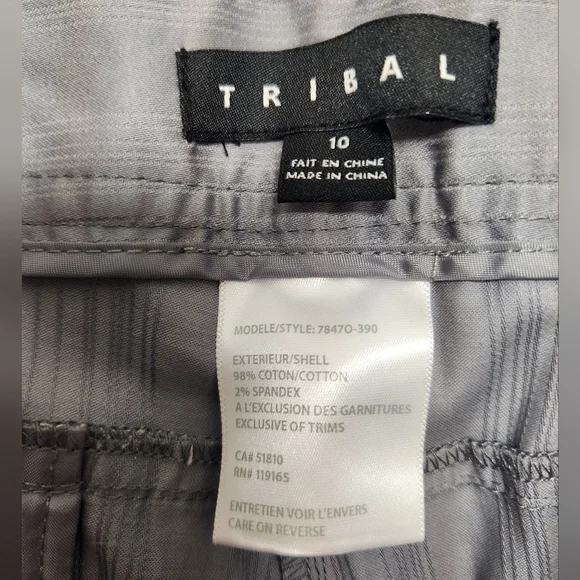 TRIBAL
10
FAIT EN CHINE
MADE IN CHINA
MODELE/STYLE: 7847O-390
EXTERIEUR/SHELL
98% COTON/COTTON
2% SPANDEX
A L'EXCLUSION DES GARNITURES
EXCLUSIVE OF TRIMS
CA# 51810
RN# 119165
ENTRETIEN VOIR L'ENVERS
CARE ON REVERSE